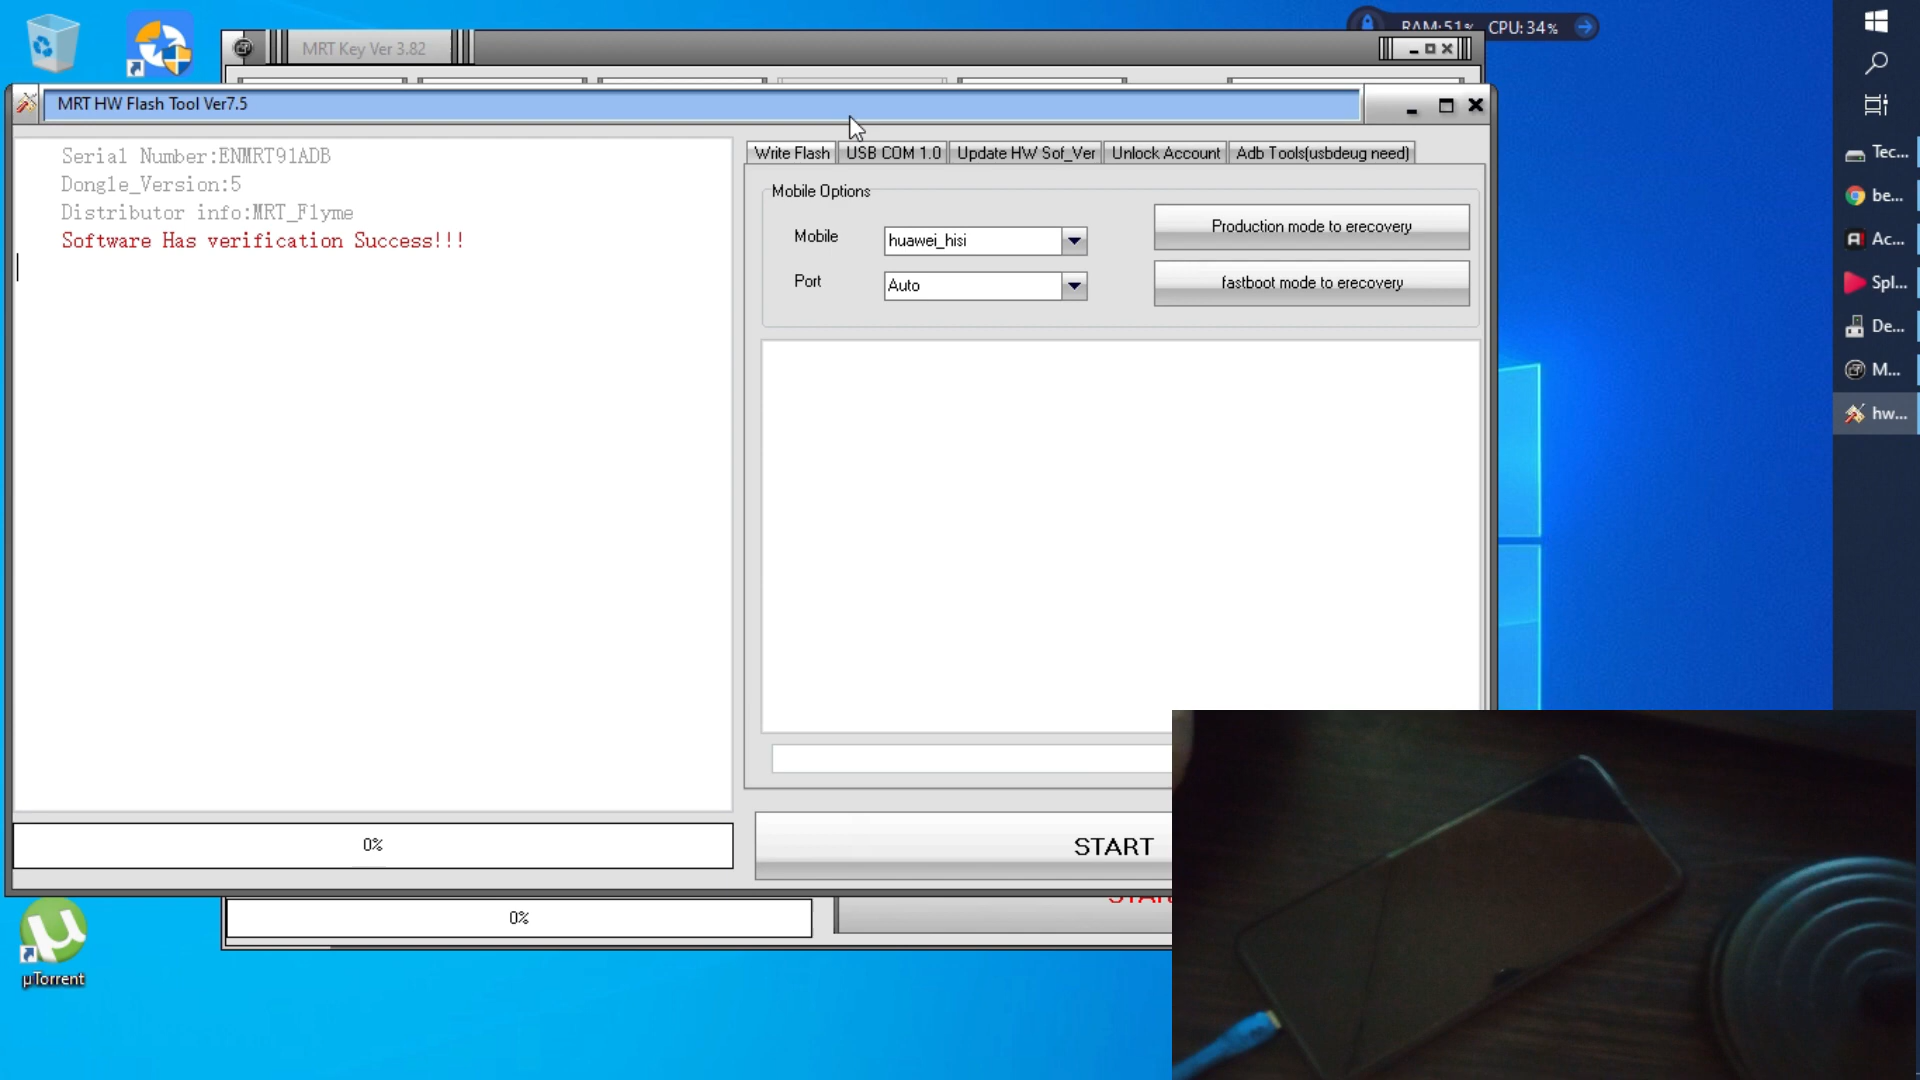 RAM:51% CPU: 34%
MRT Key Ver 3.82
MRT HW Flash Tool Ver7.5
Serial Number:ENMRT91ADB
Dongle_Version:5
Distributor info:MRT_Flyme
Software Has verification Success!!!
Write Flash USB COM 1.0 Update HW Sof_Ver Unlock Account Adb Tools(usbdeug need)
Mobile Options
Mobile huawei_hisi
Production mode to erecovery
Port Auto
fastboot mode to erecovery
0%
START
0%
µTorrent
Tec...
be...
Ac...
Spl...
De...
M...
hw...